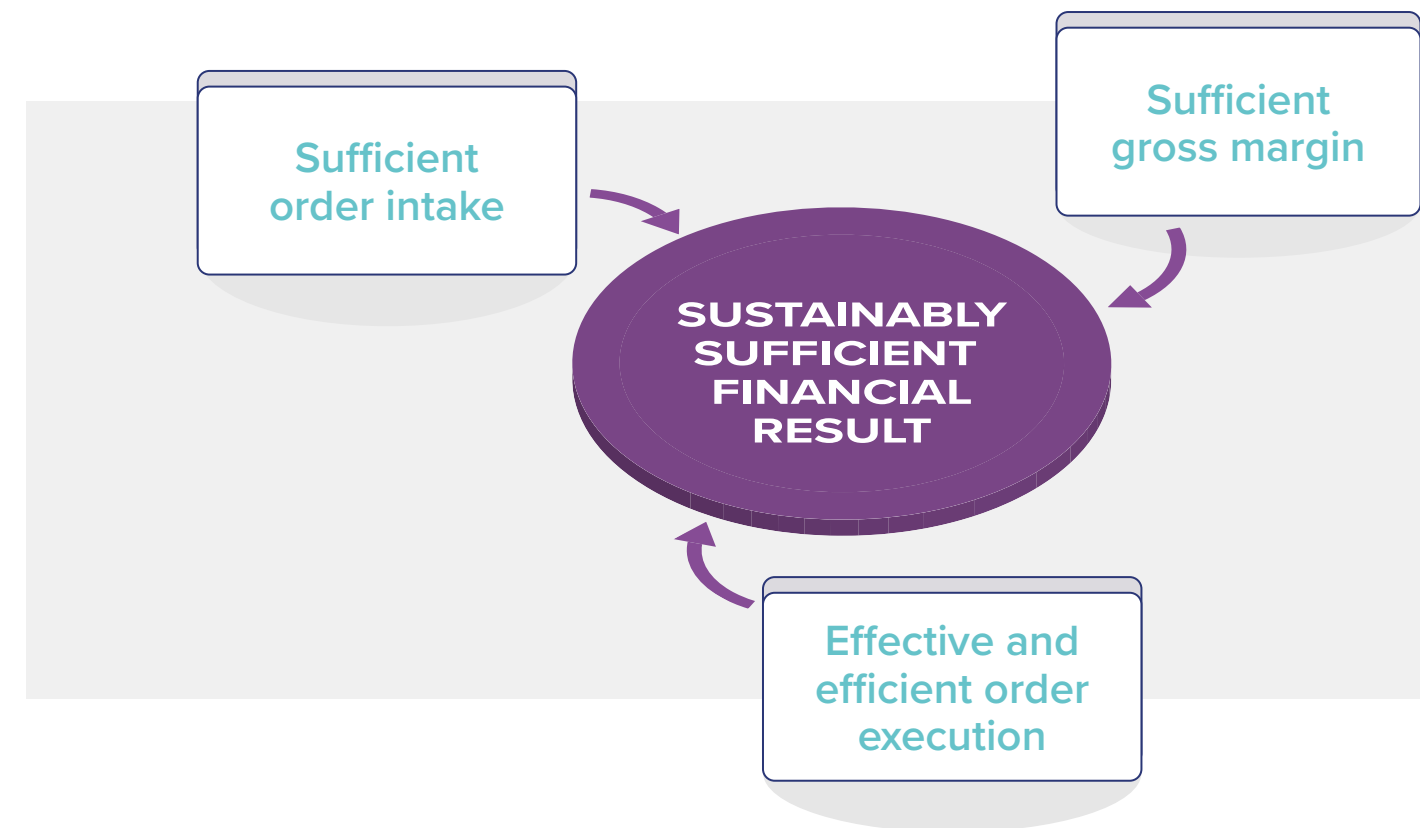 Sufficient
order intake
Sufficient
gross margin
SUSTAINABLY
SUFFICIENT
FINANCIAL
RESULT
Effective and
efficient order
execution